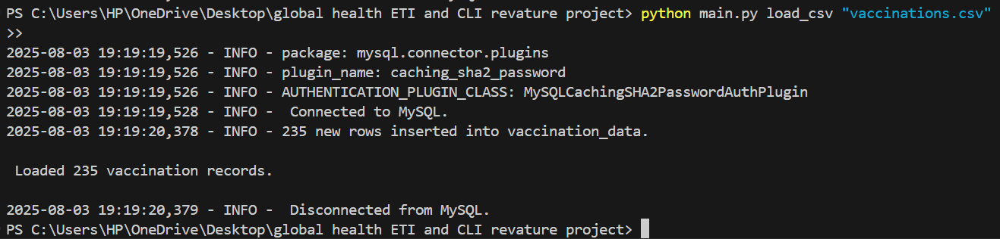 PS C:\Users\HP\OneDrive\Desktop\global health ETI and CLI revature project> python main.py load_csv "vaccinations.csv"
>>
2025-08-03 19:19:19,526 - INFO - package: mysql.connector.plugins
2025-08-03 19:19:19,526 - INFO - plugin_name: caching_sha2_password
2025-08-03 19:19:19,526 - INFO - AUTHENTICATION_PLUGIN_CLASS: MySQLCachingSHA2PasswordAuthPlugin
2025-08-03 19:19:19,528 - INFO -  Connected to MySQL.
2025-08-03 19:19:20,378 - INFO - 235 new rows inserted into vaccination_data.
 Loaded 235 vaccination records.
2025-08-03 19:19:20,379 - INFO -  Disconnected from MySQL.
PS C:\Users\HP\OneDrive\Desktop\global health ETI and CLI revature project>